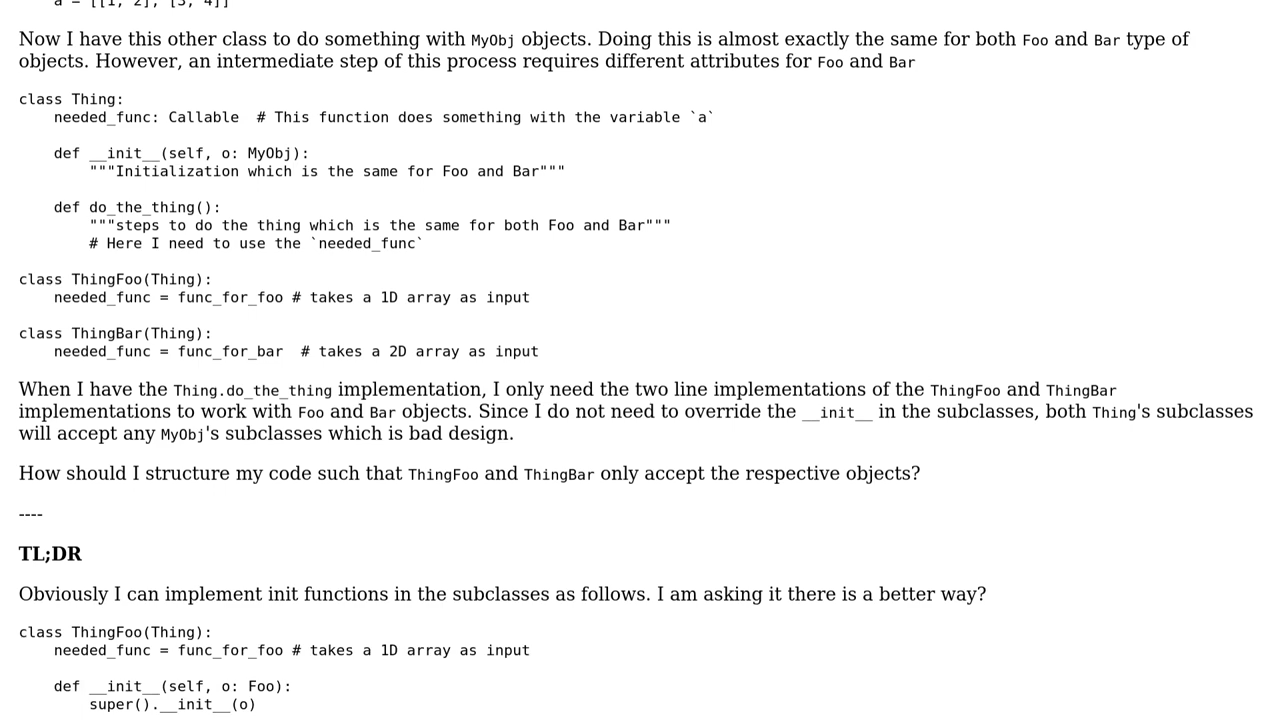 a = [[1, 2], [3, 4]]
Now I have this other class to do something with MyObj objects. Doing this is almost exactly the same for both Foo and Bar type of
objects. However, an intermediate step of this process requires different attributes for Foo and Bar
class Thing:
    needed_func: Callable  # This function does something with the variable `a`
    def __init__(self, o: MyObj):
        """Initialization which is the same for Foo and Bar"""
    def do_the_thing():
        """steps to do the thing which is the same for both Foo and Bar"""
        # Here I need to use the `needed_func`
class ThingFoo(Thing):
    needed_func = func_for_foo # takes a 1D array as input
class ThingBar(Thing):
    needed_func = func_for_bar  # takes a 2D array as input
When I have the Thing.do_the_thing implementation, I only need the two line implementations of the ThingFoo and ThingBar
implementations to work with Foo and Bar objects. Since I do not need to override the __init__ in the subclasses, both Thing's subclasses
will accept any MyObj's subclasses which is bad design.
How should I structure my code such that ThingFoo and ThingBar only accept the respective objects?
----
TL;DR
Obviously I can implement init functions in the subclasses as follows. I am asking it there is a better way?
class ThingFoo(Thing):
    needed_func = func_for_foo # takes a 1D array as input
    def __init__(self, o: Foo):
        super().__init__(o)